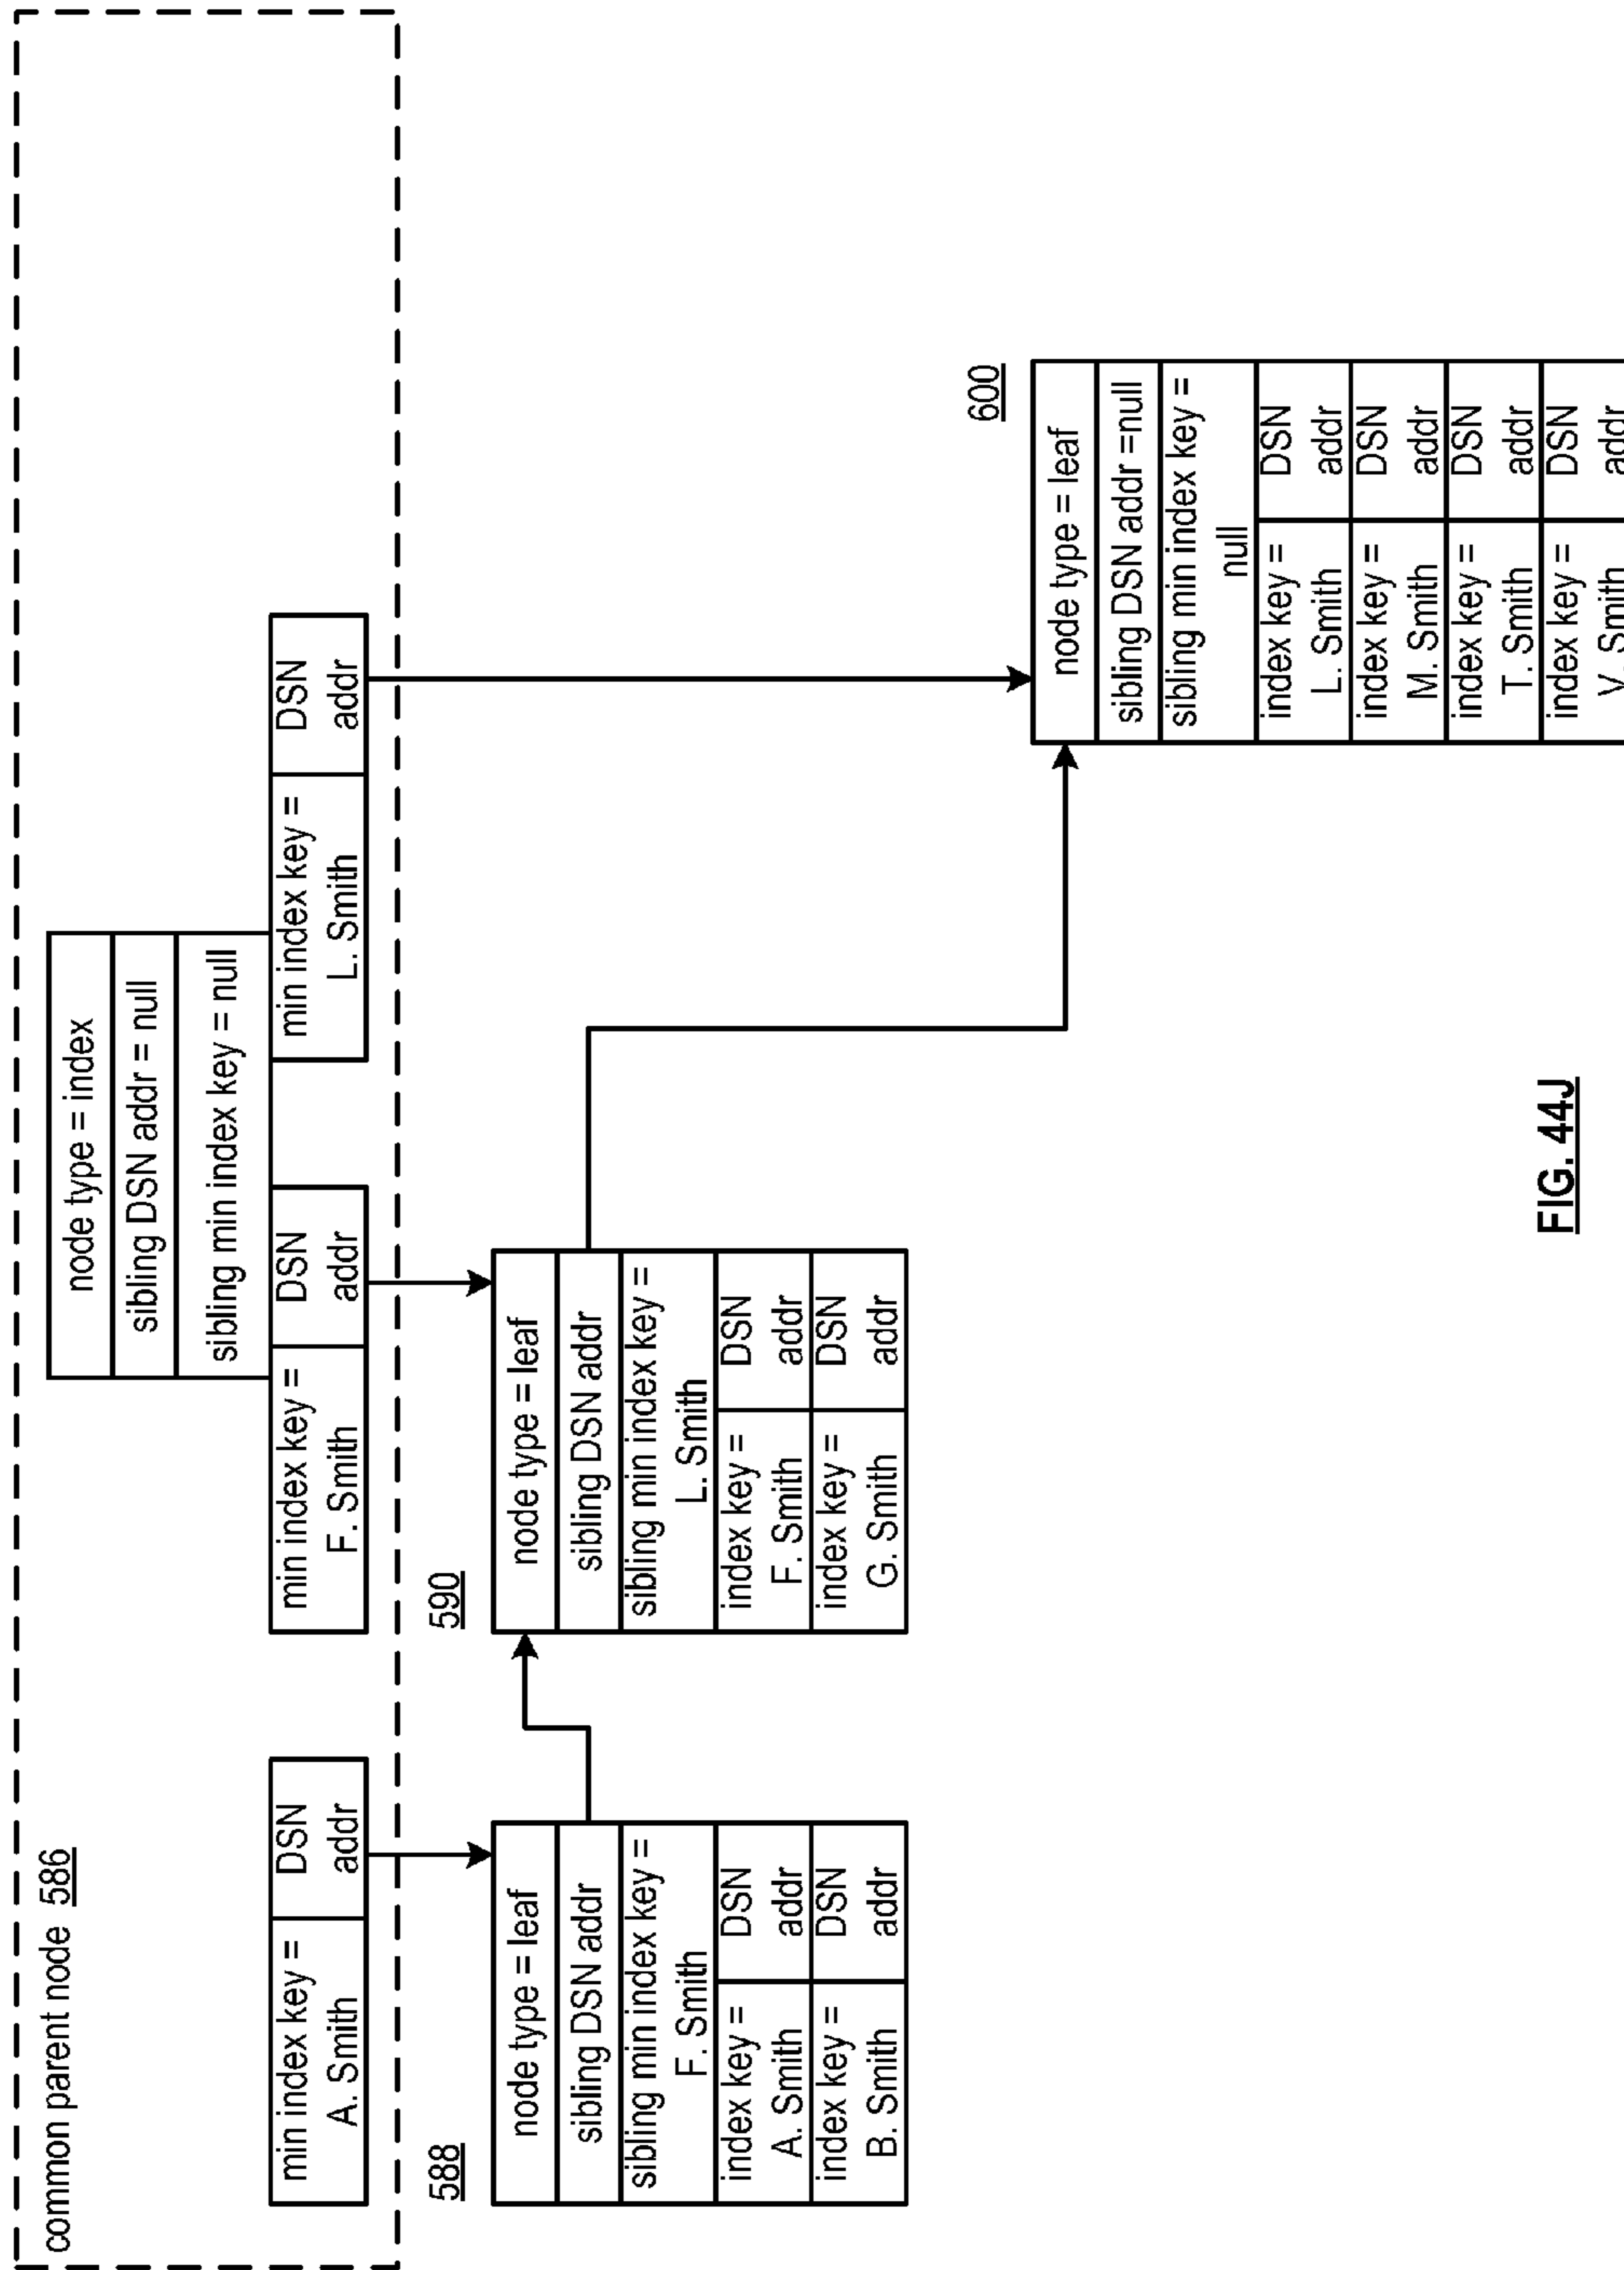 common parent node 586
node type = index
sibling DSN addr = null
sibling min index key = null
min index key =
A. Smith
DSN
addr
min index key =
F. Smith
DSN
addr
min index key =
L. Smith
DSN
addr
588
node type = leaf
sibling DSN addr
sibling min index key =
F. Smith
index key =
A. Smith
DSN
addr
index key =
B. Smith
DSN
addr
590
node type = leaf
sibling DSN addr
sibling min index key =
L. Smith
index key =
F. Smith
DSN
addr
index key =
G. Smith
DSN
addr
600
node type = leaf
sibling DSN addr =null
sibling min index key =
null
index key =
L. Smith
DSN
addr
index key =
M. Smith
DSN
addr
index key =
T. Smith
DSN
addr
index key =
V. Smith
DSN
addr
FIG. 44J